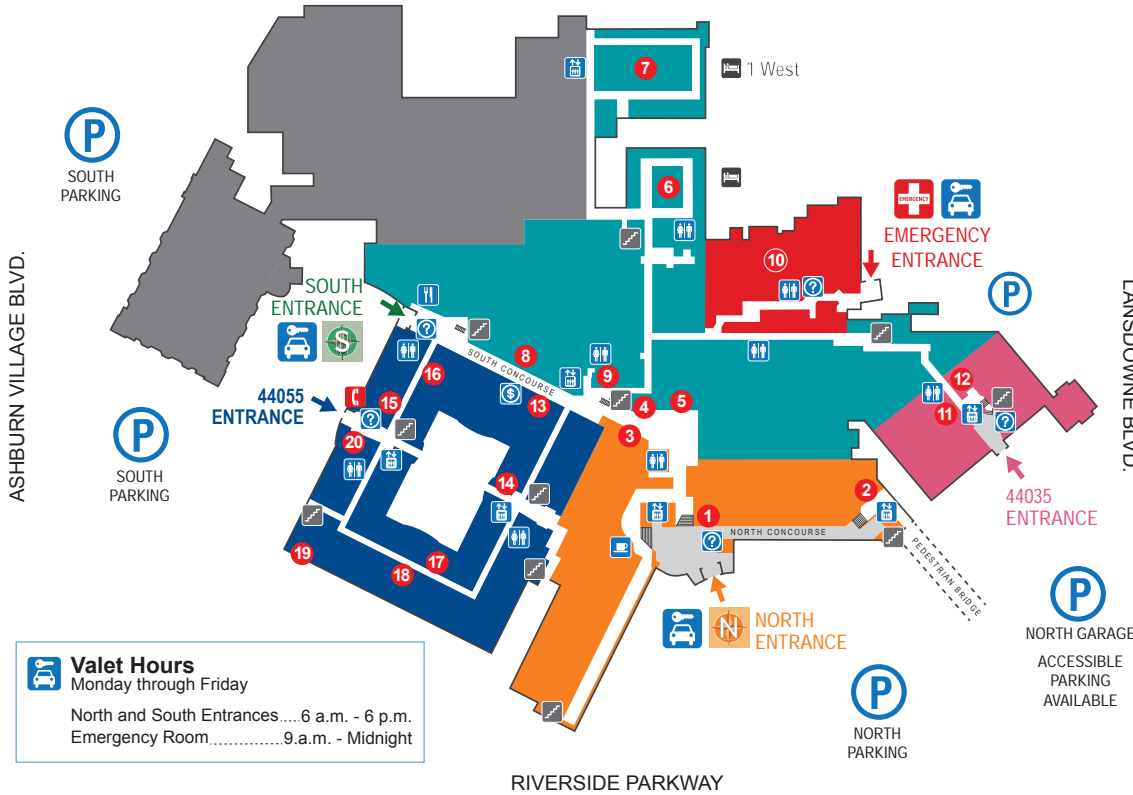 7
1 West
P
SOUTH
PARKING
6
EMERGENCY
EMERGENCY
ENTRANCE
10
?
P
ASHBURN VILLAGE BLVD.
LANSDOWNE BLVD.
SOUTH
ENTRANCE
S
?
8
SOUTH CONCOURSE
9
16
$
13
4
5
12
11
?
44055
ENTRANCE
15
?
20
3
P
SOUTH
PARKING
14
2
44035
ENTRANCE
1
NORTH CONCOURSE
?
PEDESTRIAN BRIDGE
19
18
17
N
NORTH
ENTRANCE
P
NORTH GARAGE
ACCESSIBLE
PARKING
AVAILABLE
P
NORTH
PARKING
Valet Hours
Monday through Friday
North and South Entrances.....6 a.m. - 6 p.m.
Emergency Room....................9.a.m. - Midnight
RIVERSIDE PARKWAY